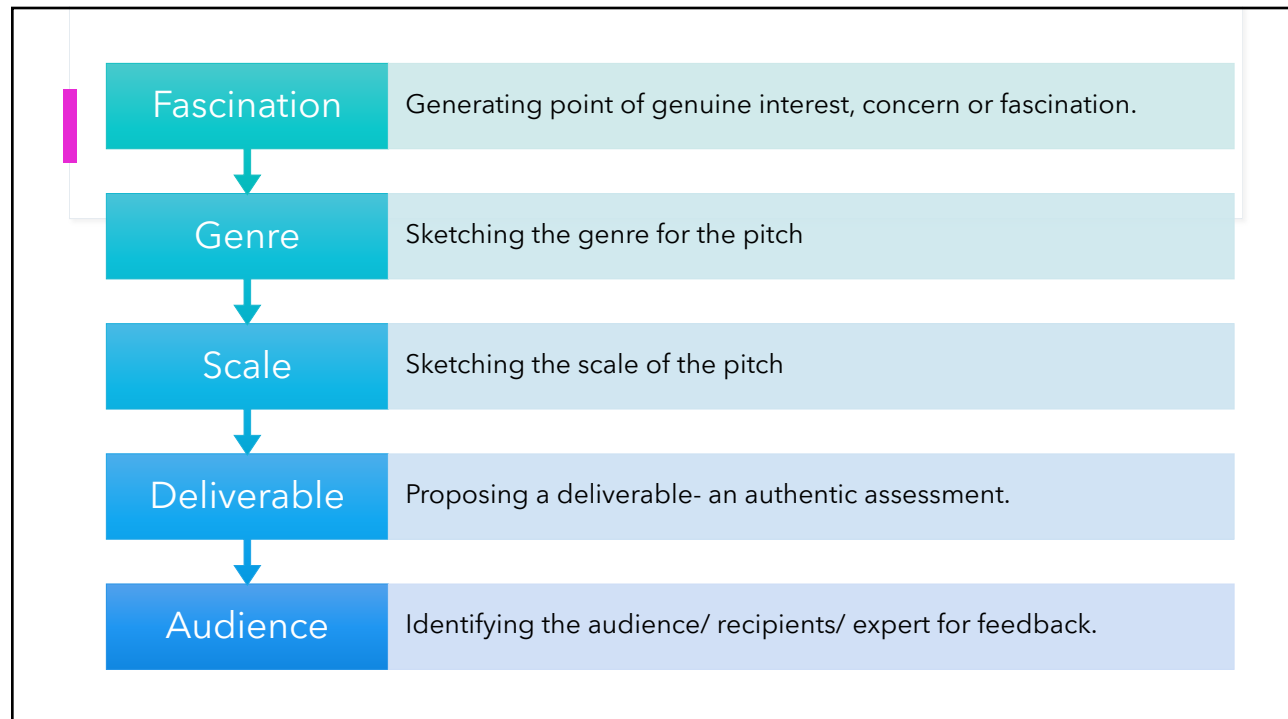 Fascination
Generating point of genuine interest, concern or fascination.
Genre
Sketching the genre for the pitch
Scale
Sketching the scale of the pitch
Deliverable
Proposing a deliverable- an authentic assessment.
Audience
Identifying the audience/ recipients/ expert for feedback.